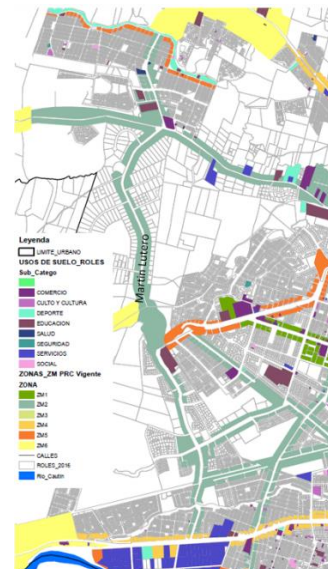 Martín Lutero
Leyenda
LIMITE_URBANO
USOS DE SUELO_ROLES
Sub_Catego
COMERCIO
CULTO Y CULTURA
DEPORTE
EDUCACION
SALUD
SEGURIDAD
SERVICIOS
SOCIAL
ZONAS_ZM PRC Vigente
ZONA
ZM1
ZM2
ZM3
ZM4
ZM5
ZM6
CALLES
ROLES_2016
Rio_Cautin